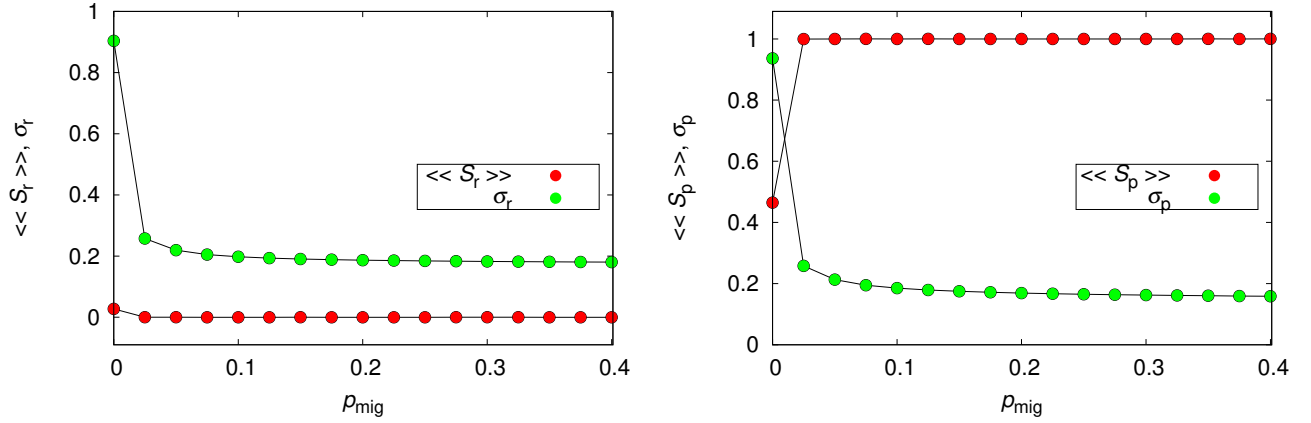 << S_r >>, σ_r
1
0.8
0.6
0.4
0.2
0
<< S_r >>
σ_r
0 0.1 0.2 0.3 0.4
p_mig
<< S_p >>, σ_p
1
0.8
0.6
0.4
0.2
0
<< S_p >>
σ_p
0 0.1 0.2 0.3 0.4
p_mig